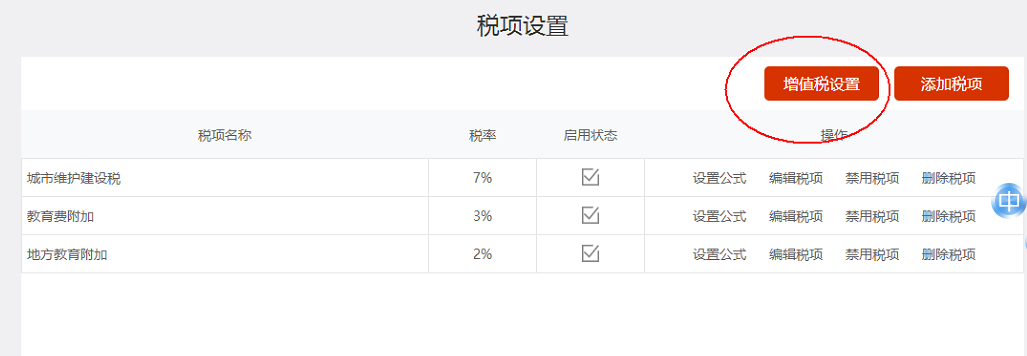 税项设置
增值税设置 添加税项
税项名称 税率 启用状态 操作
城市维护建设税 7% 设置公式 编辑税项 禁用税项 删除税项
教育费附加 3% 设置公式 编辑税项 禁用税项 删除税项
地方教育附加 2% 设置公式 编辑税项 禁用税项 删除税项
中